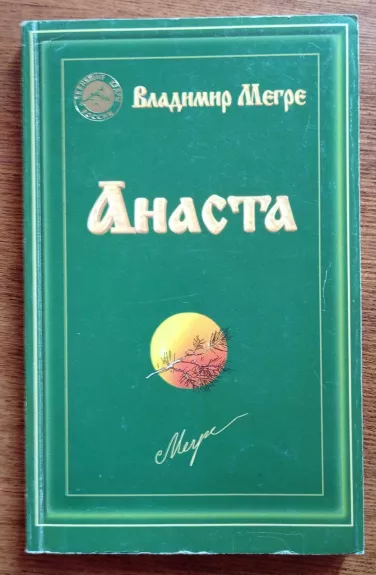 Владимир Мегре
Анаста
Мегре